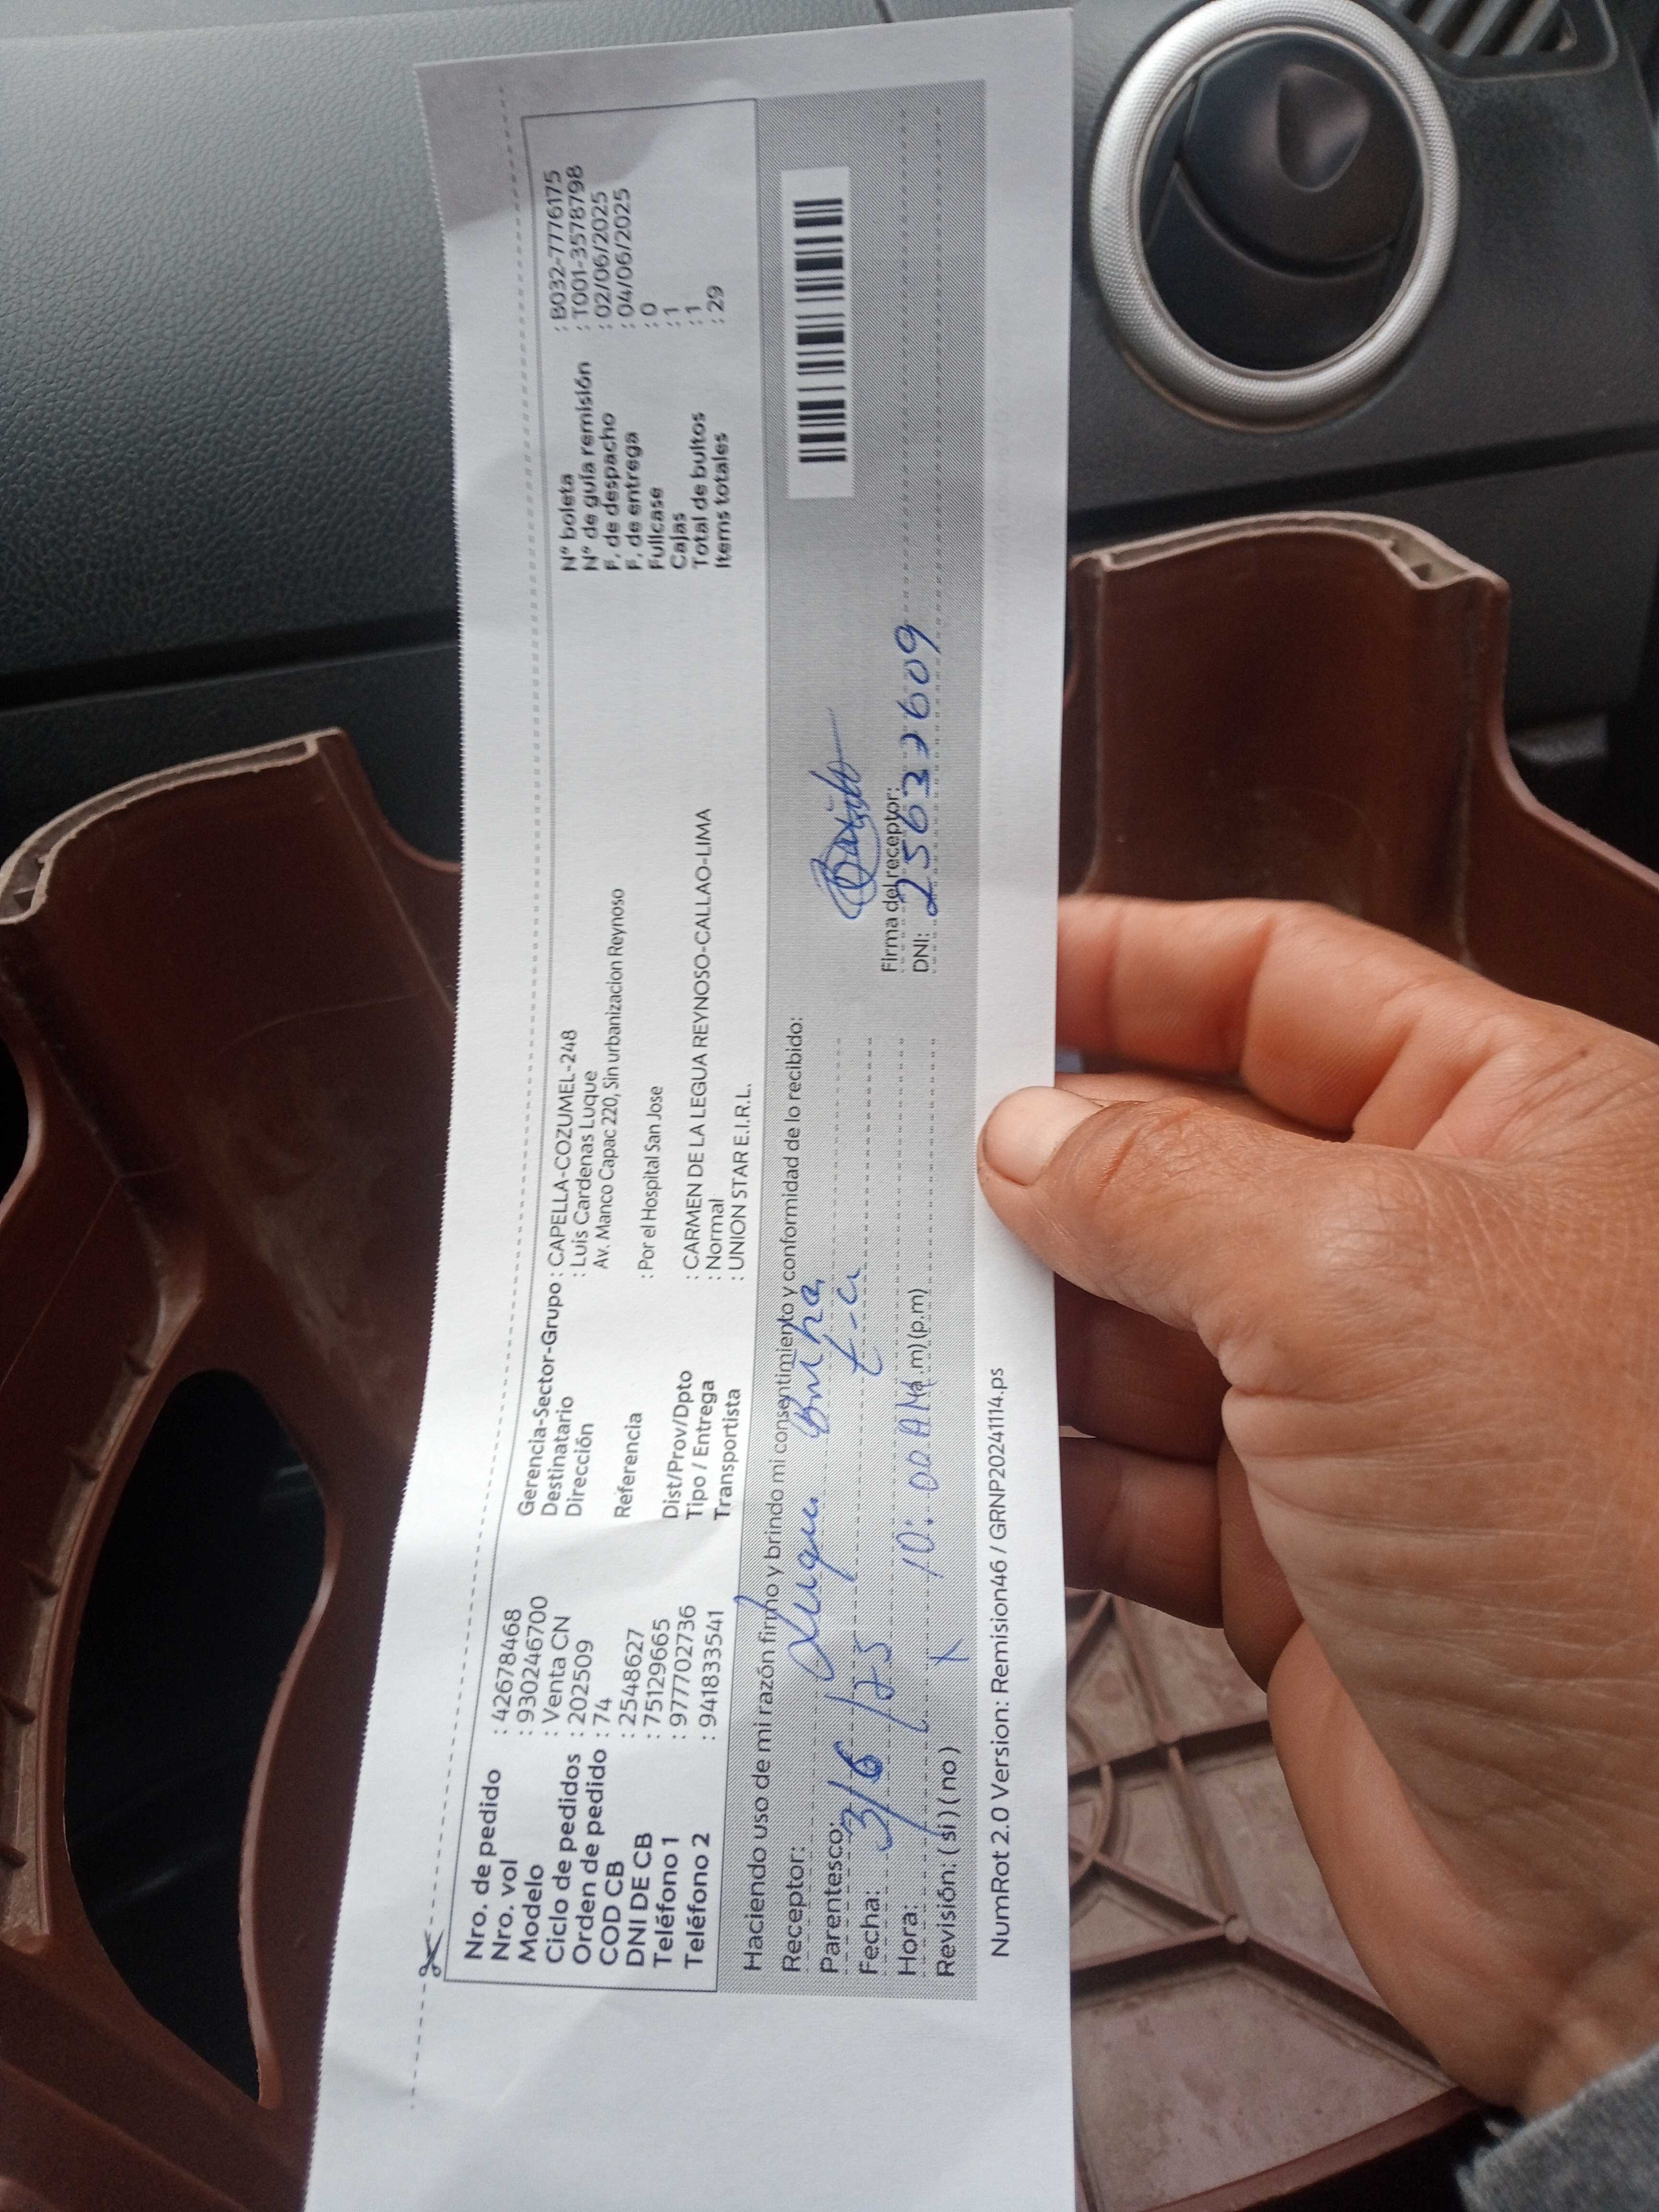 Nro. de pedido : 42678468
Nro. vol : 930246700
Modelo : Venta CN
Ciclo de pedidos : 202509
Orden de pedido : 74
COD CB : 2548627
DNI DE CB : 75129665
Teléfono 1 : 977702736
Teléfono 2 : 941833541
Gerencia-Sector-Grupo : CAPELLA-COZUMEL-248
Destinatario : Luis Cardenas Luque
Dirección Av. Manco Capac 220, Sin urbanizacion Reynoso
Referencia : Por el Hospital San Jose
Dist/Prov/Dpto : CARMEN DE LA LEGUA REYNOSO-CALLAO-LIMA
Tipo / Entrega : Normal
Transportista : UNION STAR E.I.R.L.
N° boleta : B032-7776175
N° de guía remisión : T001-3578798
F. de despacho : 02/06/2025
F. de entrega : 04/06/2025
Fullcase : 0
Cajas : 1
Total de bultos : 1
Items totales : 29
Haciendo uso de mi razón firmo y brindo mi consentimiento y conformidad de lo recibido:
Receptor: Luque
Parentesco:
Fecha: 3/6/25
Hora: 10:00 AM (a.m) (p.m)
Revisión: ( si ) ( no )
Firma del receptor:
DNI: 25633609
NumRot 2.0 Version: Remision46 / GRNP20241114.ps